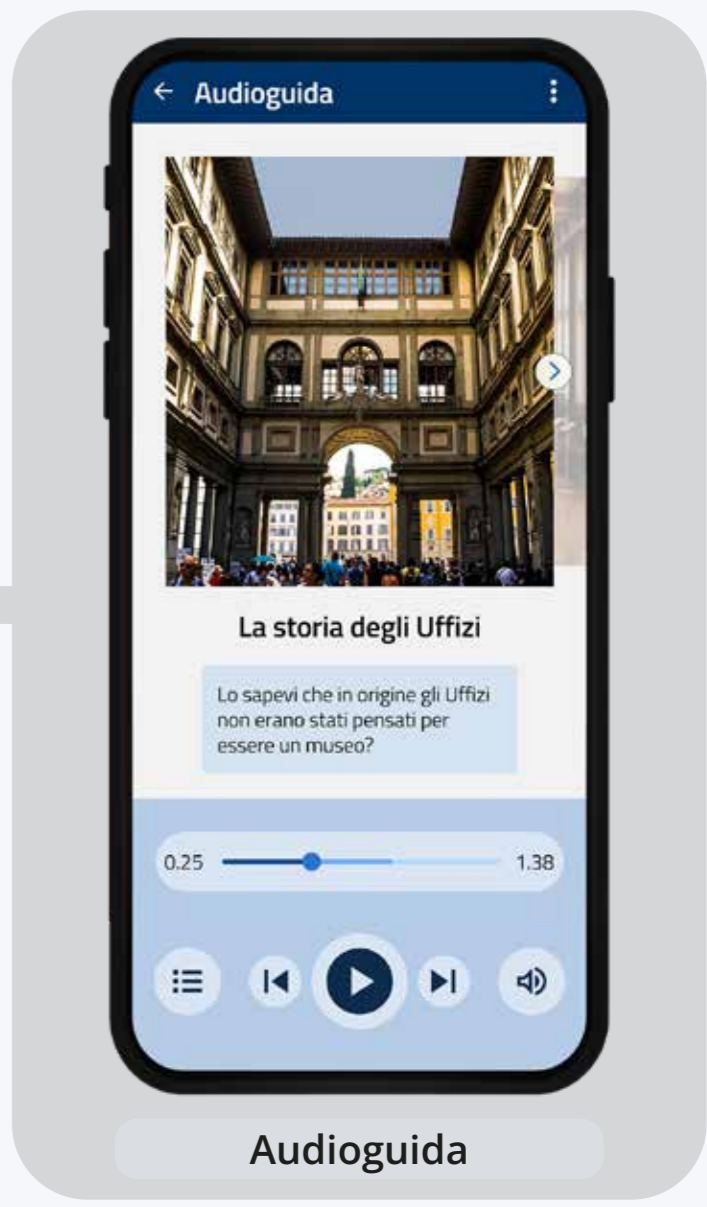 Audioguida
La storia degli Uffizi
Lo sapevi che in origine gli Uffizi
non erano stati pensati per
essere un museo?
0.25
1.38
Audioguida